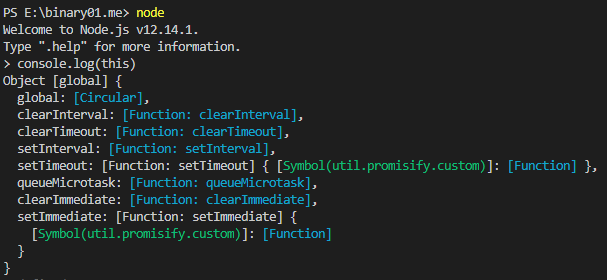 PS E:\binary01.me> node
Welcome to Node.js v12.14.1.
Type ".help" for more information.
> console.log(this)
Object [global] {
  global: [Circular],
  clearInterval: [Function: clearInterval],
  clearTimeout: [Function: clearTimeout],
  setInterval: [Function: setInterval],
  setTimeout: [Function: setTimeout] { [Symbol(util.promisify.custom)]: [Function] },
  queueMicrotask: [Function: queueMicrotask],
  clearImmediate: [Function: clearImmediate],
  setImmediate: [Function: setImmediate] {
    [Symbol(util.promisify.custom)]: [Function]
  }
}